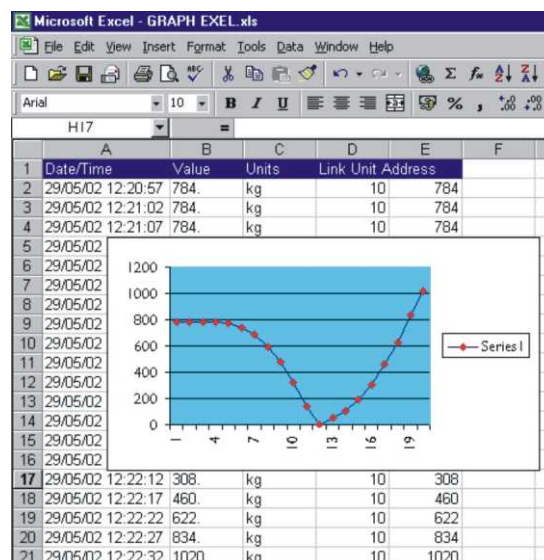 Microsoft Excel - GRAPH EXEL.xls
File Edit View Insert Format Tools Data Window Help
Arial 10 B I U % ,
H17 =
A B C D E F
1 Date/Time Value Units Link Unit Address
2 29/05/02 12:20:57 784. kg 10 784
3 29/05/02 12:21:02 784. kg 10 784
4 29/05/02 12:21:07 784. kg 10 784
5 29/05/02
6 29/05/02
7 29/05/02
8 29/05/02
9 29/05/02
10 29/05/02
11 29/05/02
12 29/05/02
13 29/05/02
14 29/05/02
15 29/05/02
16 29/05/02
1200
1000
800
600
400
200
0
1 4 7 10 13 16 19
Series1
17 29/05/02 12:22:12 308. kg 10 308
18 29/05/02 12:22:17 460. kg 10 460
19 29/05/02 12:22:22 622. kg 10 622
20 29/05/02 12:22:27 834. kg 10 834
21 29/05/02 12:22:32 1020. kg 10 1020